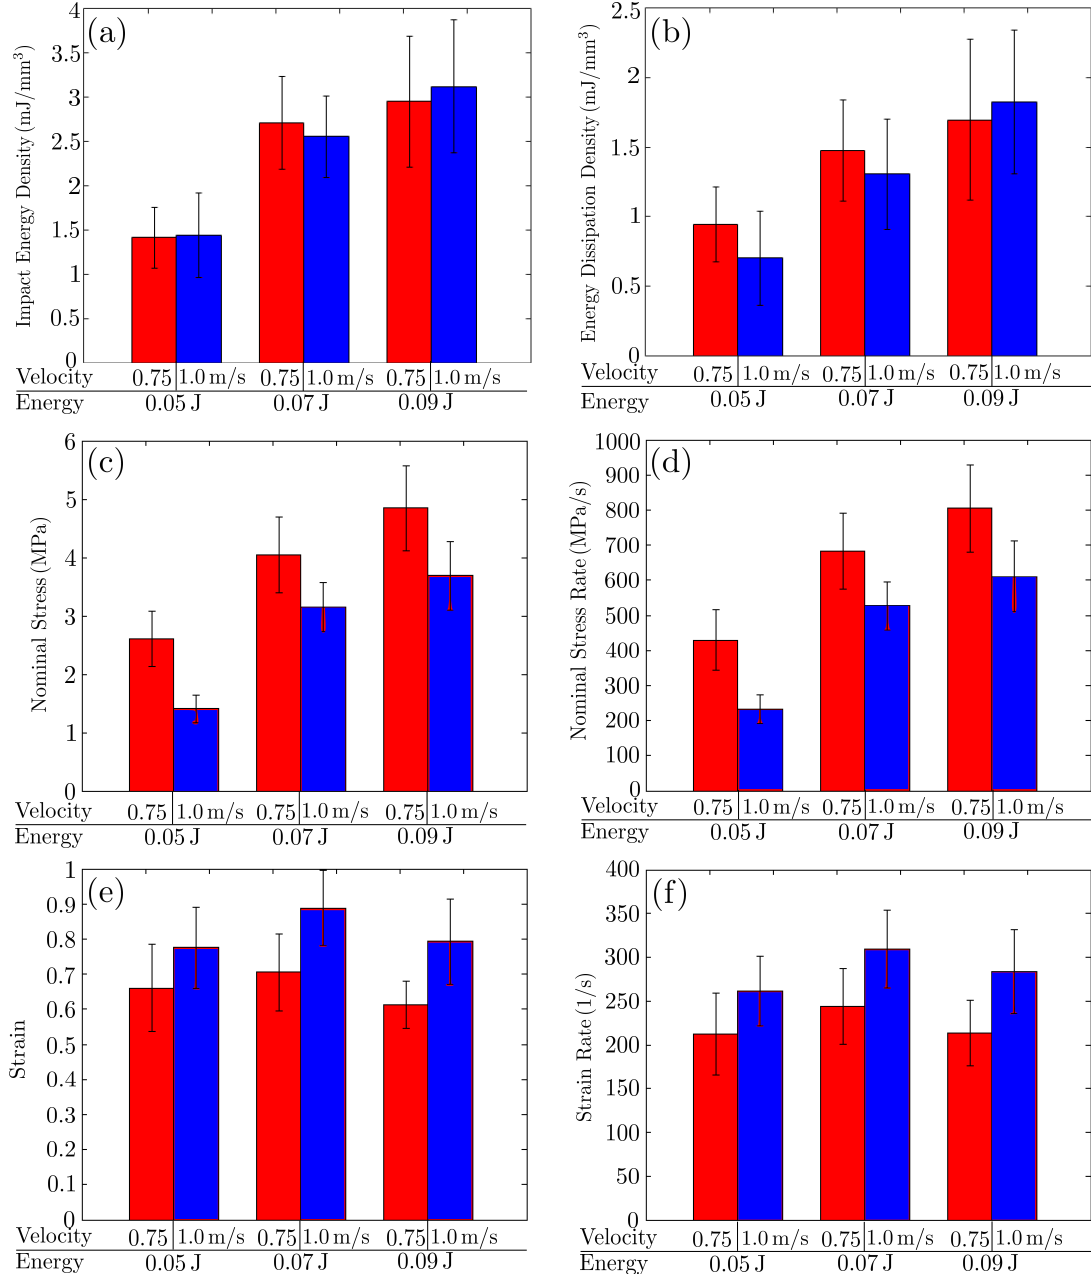 (a)
Impact Energy Density (mJ/mm³)
4
3.5
3
2.5
2
1.5
1
0.5
0
Velocity 0.75 1.0 m/s 0.75 1.0 m/s 0.75 1.0 m/s
Energy 0.05 J 0.07 J 0.09 J
(b)
Energy Dissipation Density (mJ/mm³)
2.5
2
1.5
1
0.5
0
Velocity 0.75 1.0 m/s 0.75 1.0 m/s 0.75 1.0 m/s
Energy 0.05 J 0.07 J 0.09 J
(c)
Nominal Stress (MPa)
6
5
4
3
2
1
0
Velocity 0.75 1.0 m/s 0.75 1.0 m/s 0.75 1.0 m/s
Energy 0.05 J 0.07 J 0.09 J
(d)
Nominal Stress Rate (MPa/s)
1000
900
800
700
600
500
400
300
200
100
0
Velocity 0.75 1.0 m/s 0.75 1.0 m/s 0.75 1.0 m/s
Energy 0.05 J 0.07 J 0.09 J
(e)
Strain
1
0.9
0.8
0.7
0.6
0.5
0.4
0.3
0.2
0.1
0
Velocity 0.75 1.0 m/s 0.75 1.0 m/s 0.75 1.0 m/s
Energy 0.05 J 0.07 J 0.09 J
(f)
Strain Rate (1/s)
400
350
300
250
200
150
100
50
0
Velocity 0.75 1.0 m/s 0.75 1.0 m/s 0.75 1.0 m/s
Energy 0.05 J 0.07 J 0.09 J